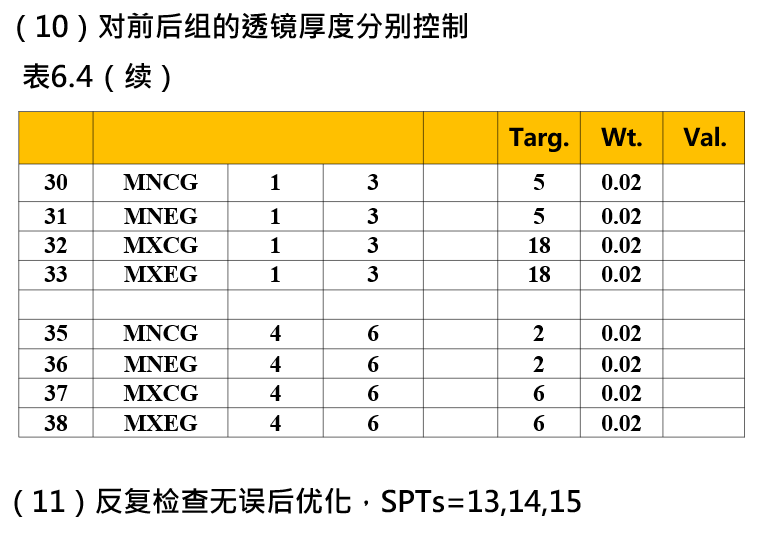 （10）对前后组的透镜厚度分别控制
表6.4（续）
Targ. Wt. Val.
30 MNCG 1 3 5 0.02
31 MNEG 1 3 5 0.02
32 MXCG 1 3 18 0.02
33 MXEG 1 3 18 0.02
35 MNCG 4 6 2 0.02
36 MNEG 4 6 2 0.02
37 MXCG 4 6 6 0.02
38 MXEG 4 6 6 0.02
（11）反复检查无误后优化，SPTs=13,14,15